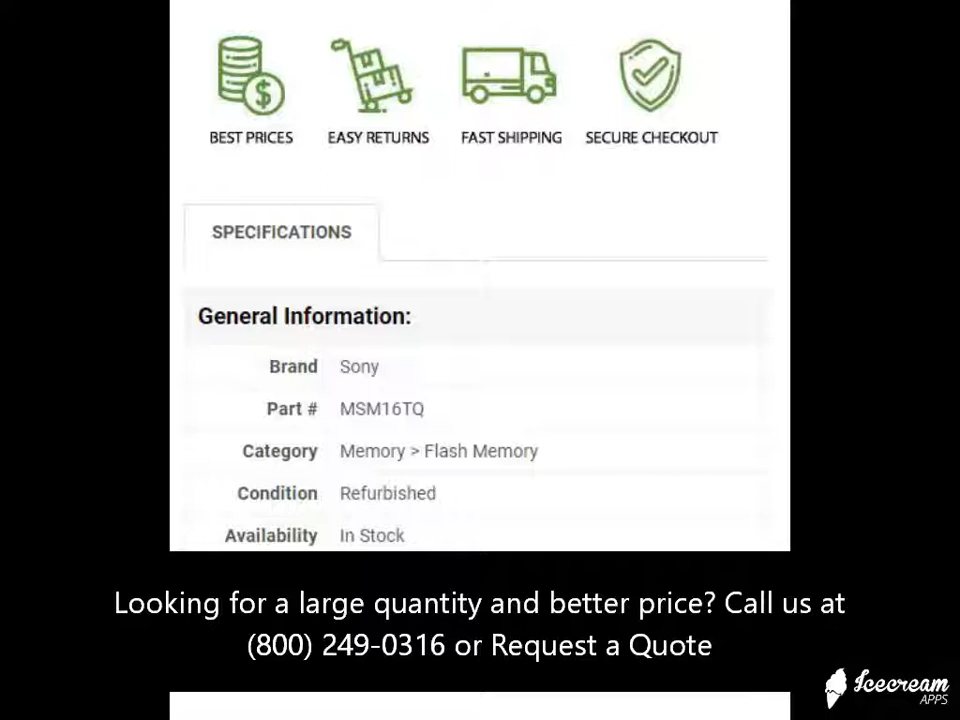 BEST PRICES EASY RETURNS FAST SHIPPING SECURE CHECKOUT
SPECIFICATIONS
General Information:
Brand Sony
Part # MSM16TQ
Category Memory > Flash Memory
Condition Refurbished
Availability In Stock
Looking for a large quantity and better price? Call us at
(800) 249-0316 or Request a Quote
Icecream
APPS